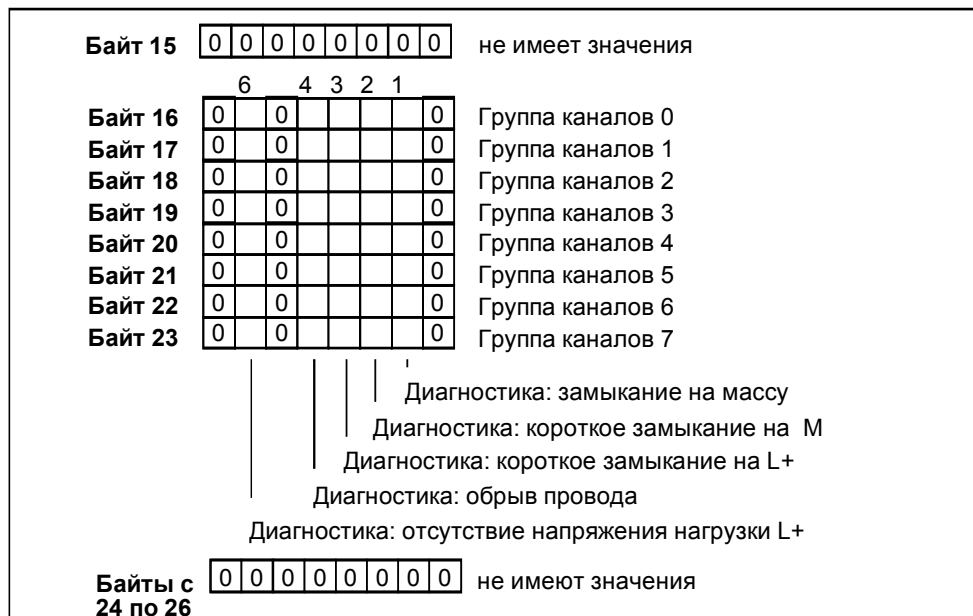 Байт 15 0 0 0 0 0 0 0 0 не имеет значения
6 4 3 2 1
Байт 16 0 0 0 Группа каналов 0
Байт 17 0 0 0 Группа каналов 1
Байт 18 0 0 0 Группа каналов 2
Байт 19 0 0 0 Группа каналов 3
Байт 20 0 0 0 Группа каналов 4
Байт 21 0 0 0 Группа каналов 5
Байт 22 0 0 0 Группа каналов 6
Байт 23 0 0 0 Группа каналов 7
Диагностика: замыкание на массу
Диагностика: короткое замыкание на M
Диагностика: короткое замыкание на L+
Диагностика: обрыв провода
Диагностика: отсутствие напряжения нагрузки L+
Байты с 0 0 0 0 0 0 0 0 не имеют значения
24 по 26